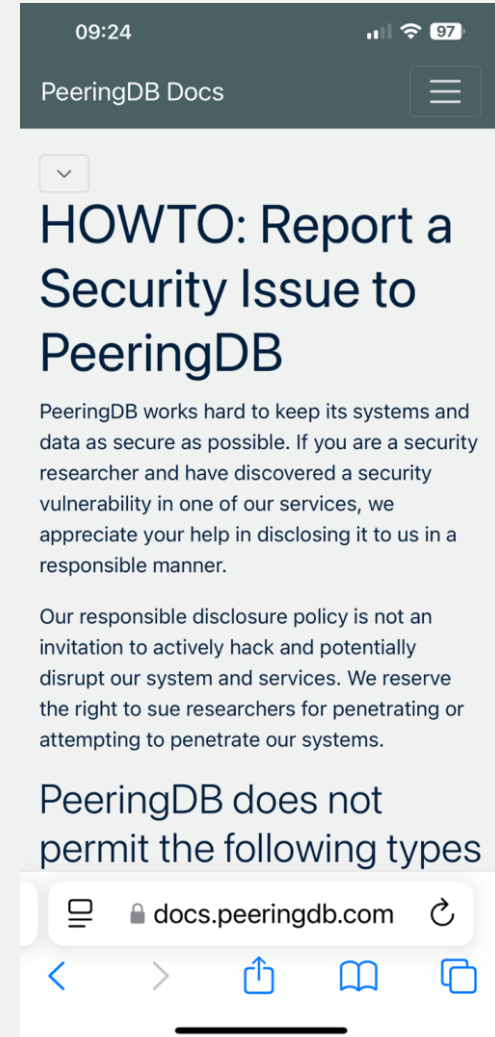 09:24
97
PeeringDB Docs
HOWTO: Report a
Security Issue to
PeeringDB
PeeringDB works hard to keep its systems and
data as secure as possible. If you are a security
researcher and have discovered a security
vulnerability in one of our services, we
appreciate your help in disclosing it to us in a
responsible manner.
Our responsible disclosure policy is not an
invitation to actively hack and potentially
disrupt our system and services. We reserve
the right to sue researchers for penetrating or
attempting to penetrate our systems.
PeeringDB does not
permit the following types
docs.peeringdb.com